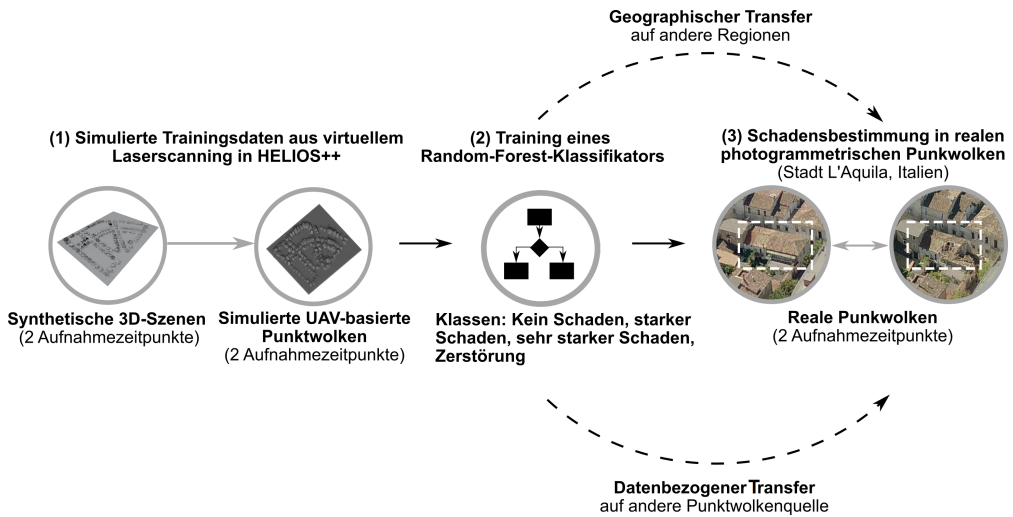 Geographischer Transfer
auf andere Regionen
(1) Simulierte Trainingsdaten aus virtuellem
Laserscanning in HELIOS++
(2) Training eines
Random-Forest-Klassifikators
(3) Schadensbestimmung in realen
photogrammetrischen Punkwolken
(Stadt L'Aquila, Italien)
Synthetische 3D-Szenen
(2 Aufnahmezeitpunkte)
Simulierte UAV-basierte
Punktwolken
(2 Aufnahmezeitpunkte)
Klassen: Kein Schaden, starker
Schaden, sehr starker Schaden,
Zerstörung
Reale Punkwolken
(2 Aufnahmezeitpunkte)
Datenbezogener Transfer
auf andere Punktwolkenquelle